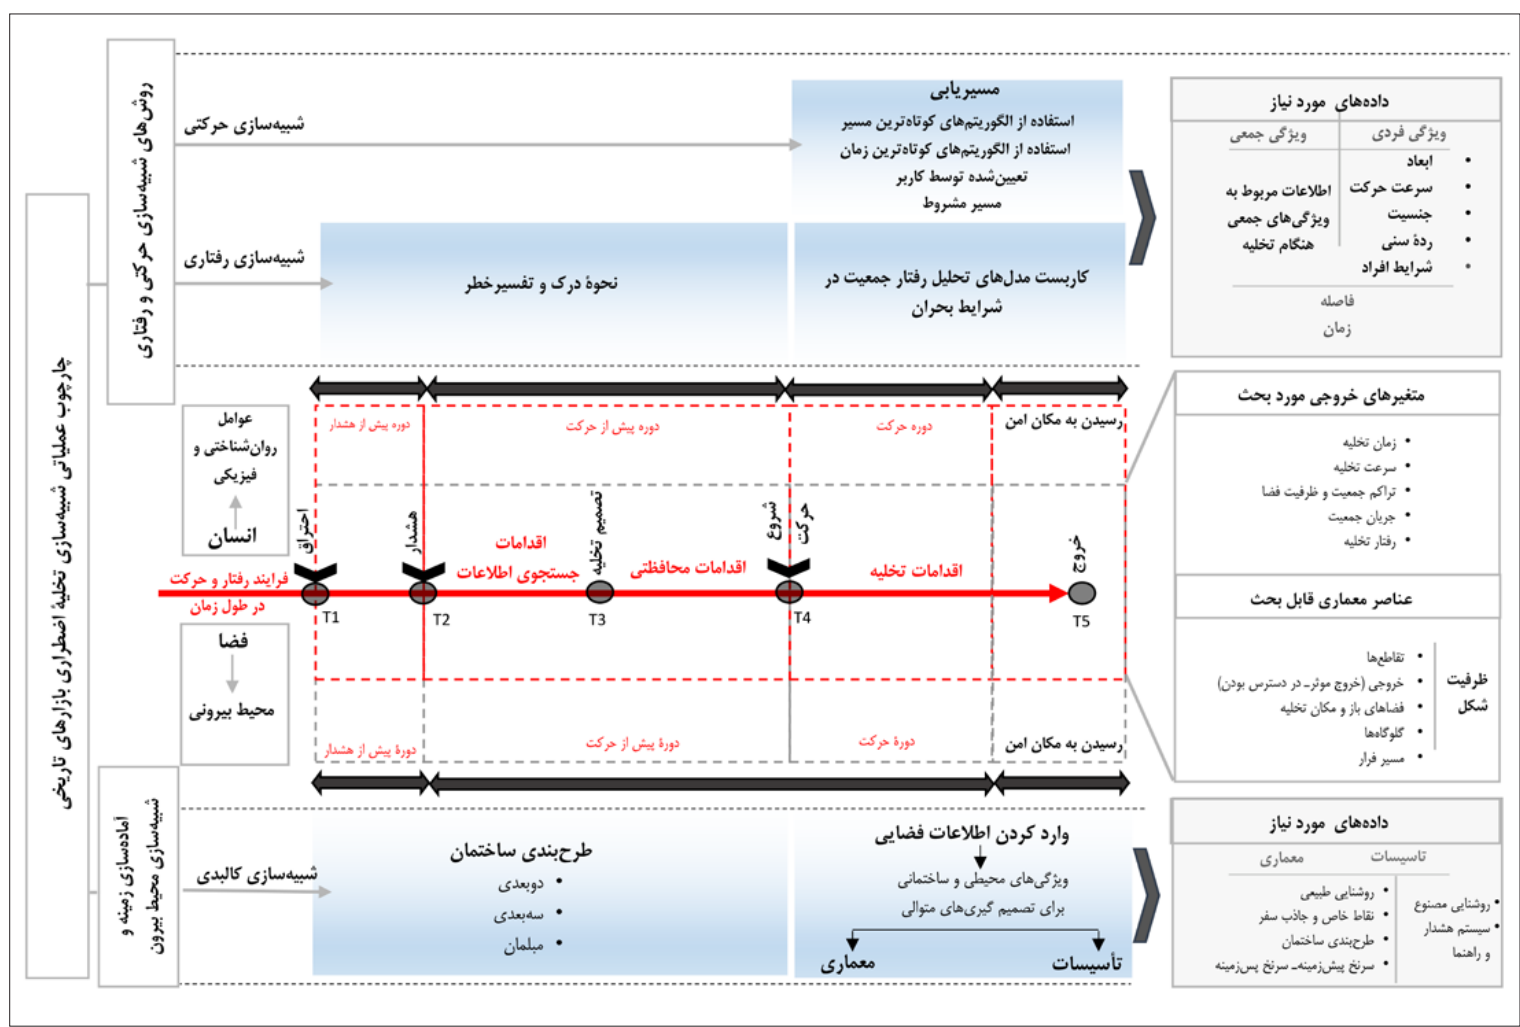 چارچوب عملیاتی شبیه‌سازی تخلیهٔ اضطراری بازارهای تاریخی
روش‌های شبیه‌سازی حرکتی و رفتاری
شبیه‌سازی حرکتی
مسیریابی
استفاده از الگوریتم‌های کوتاه‌ترین مسیر
استفاده از الگوریتم‌های کوتاه‌ترین زمان
تعیین‌شده توسط کاربر
مسیر مشروط
شبیه‌سازی رفتاری
نحوهٔ درک و تفسیرخطر
کاربست مدل‌های تحلیل رفتار جمعیت در
شرایط بحران
داده‌های مورد نیاز
ویژگی فردی
ویژگی جمعی
• ابعاد
• سرعت حرکت
• جنسیت
• ردهٔ سنی
• شرایط افراد
اطلاعات مربوط به
ویژگی‌های جمعی
هنگام تخلیه
فاصله
زمان
عوامل
روان‌شناختی و
فیزیکی
انسان
فرایند رفتار و حرکت
در طول زمان
فضا
محیط بیرونی
دوره پیش از هشدار
دوره پیش از حرکت
دوره حرکت
رسیدن به مکان امن
احتراق
هشدار
تصمیم تخلیه
شروع
حرکت
خروج
اقدامات
جستجوی اطلاعات
اقدامات محافظتی
اقدامات تخلیه
T1
T2
T3
T4
T5
دورهٔ پیش از هشدار
دورهٔ پیش از حرکت
دورهٔ حرکت
رسیدن به مکان امن
متغیرهای خروجی مورد بحث
• زمان تخلیه
• سرعت تخلیه
• تراکم جمعیت و ظرفیت فضا
• جریان جمعیت
• رفتار تخلیه
عناصر معماری قابل بحث
ظرفیت
شکل
• تقاطع‌ها
• خروجی (خروج موثرـ در دسترس بودن)
• فضاهای باز و مکان تخلیه
• گلوگاه‌ها
• مسیر فرار
آماده‌سازی زمینه و
شبیه‌سازی محیط بیرون
شبیه‌سازی کالبدی
طرح‌بندی ساختمان
• دوبعدی
• سه‌بعدی
• مبلمان
وارد کردن اطلاعات فضایی
ویژگی‌های محیطی و ساختمانی
برای تصمیم گیری‌های متوالی
تأسیسات
معماری
داده‌های مورد نیاز
تاسیسات
معماری
• روشنایی مصنوع
• سیستم هشدار
و راهنما
• روشنایی طبیعی
• نقاط خاص و جاذب سفر
• طرح‌بندی ساختمان
• سرنخ پیش‌زمینه‌ـ سرنخ پس‌زمینه